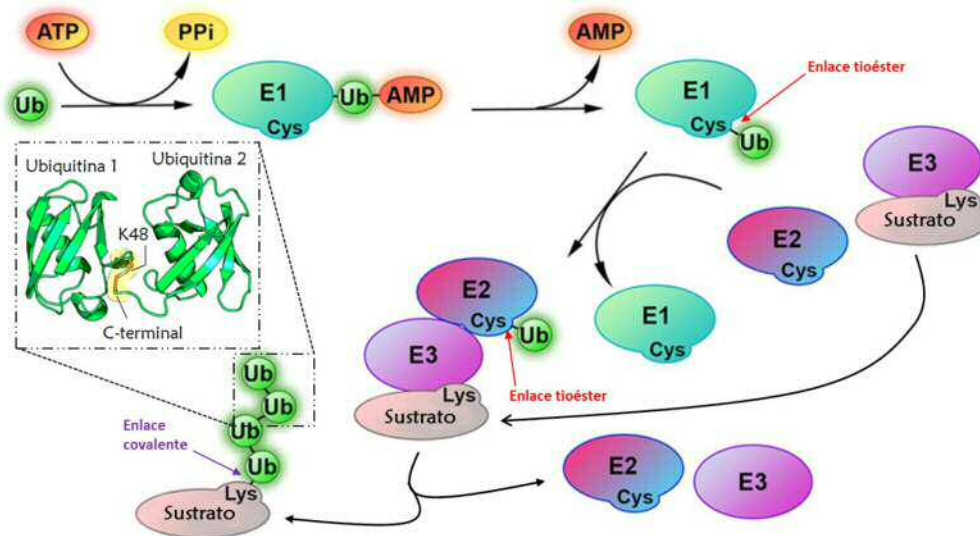 ATP
PPi
Ub
E1
Cys
Ub
AMP
AMP
E1
Cys
Ub
Enlace tioéster
E3
Lys
Sustrato
E2
Cys
Ubiquitina 1
Ubiquitina 2
K48
C-terminal
E2
Cys
Ub
E3
Lys
Sustrato
Enlace tioéster
E1
Cys
Ub
Ub
Ub
Ub
Enlace
covalente
Lys
Sustrato
E2
Cys
E3